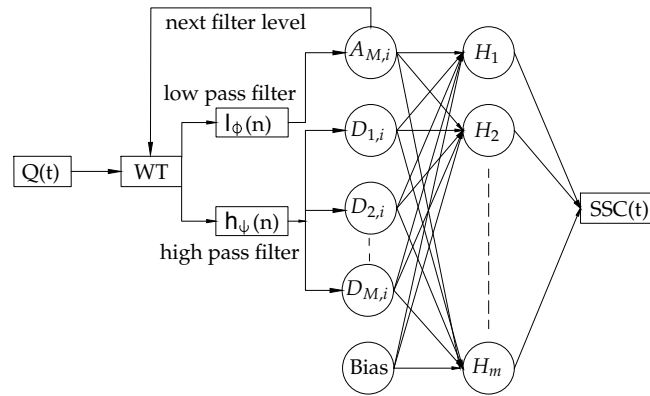 next filter level
A_{M,i}
H_1
low pass filter
l_ϕ(n)
D_{1,i}
H_2
Q(t)
WT
D_{2,i}
SSC(t)
h_ψ(n)
high pass filter
D_{M,i}
Bias
H_m